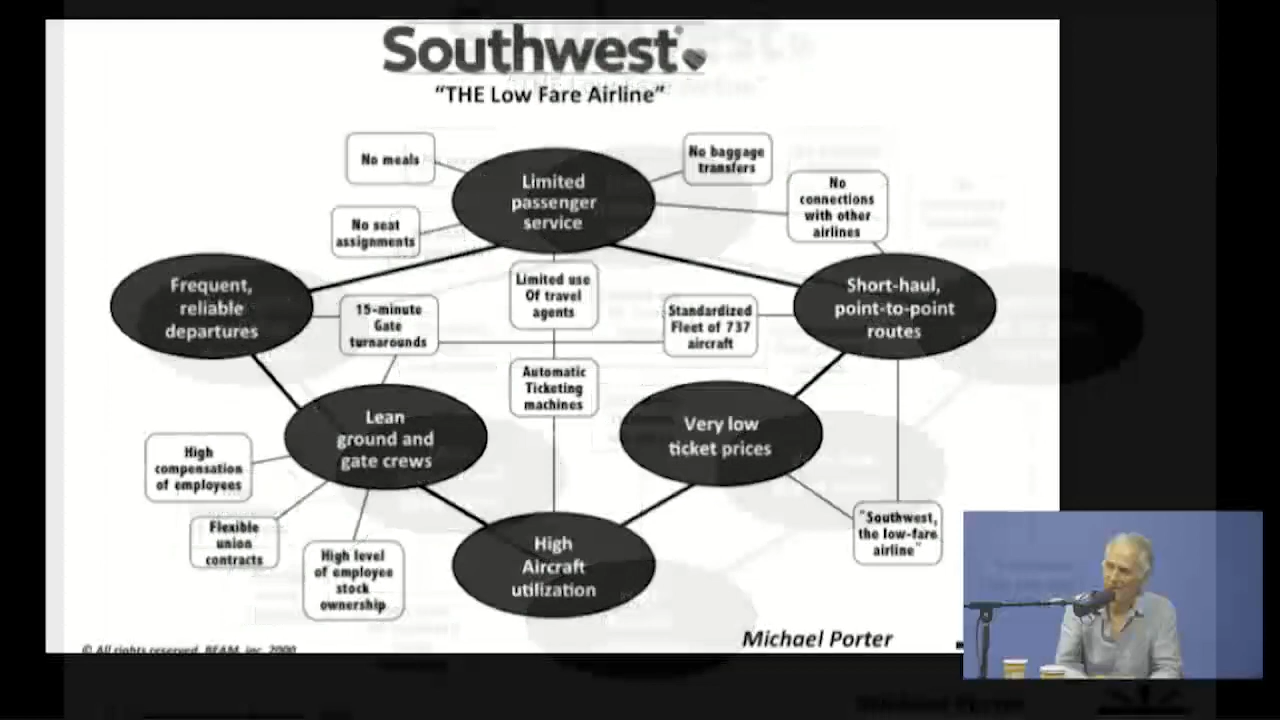 Southwest
“THE Low Fare Airline”
No meals
No baggage
transfers
Limited
passenger
service
No
connections
with other
airlines
No seat
assignments
Frequent,
reliable
departures
Limited use
Of travel
agents
Short-haul,
point-to-point
routes
15-minute
Gate
turnarounds
Standardized
Fleet of 737
aircraft
Automatic
Ticketing
machines
Lean
ground and
gate crews
Very low
ticket prices
High
compensation
of employees
"Southwest,
the low-fare
airline"
Flexible
union
contracts
High level
of employee
stock
ownership
High
Aircraft
utilization
Michael Porter
© All rights reserved, BEAM, inc. 2000